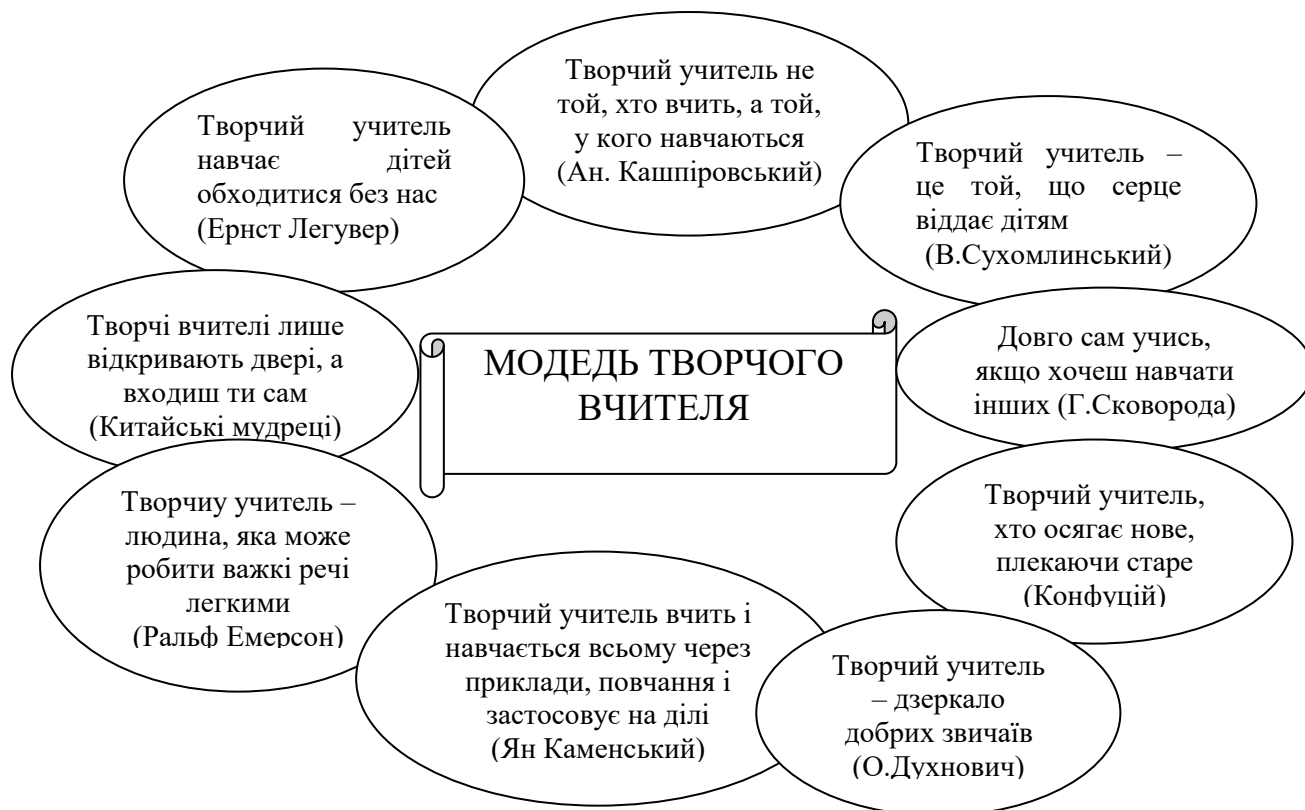 Творчий учитель не
той, хто вчить, а той,
у кого навчаються
(Ан. Кашпіровський)
Творчий учитель
навчає дітей
обходитися без нас
(Ернст Легувер)
Творчий учитель –
це той, що серце
віддає дітям
(В.Сухомлинський)
Творчі вчителі лише
відкривають двері, а
входиш ти сам
(Китайські мудреці)
МОДЕДЬ ТВОРЧОГО
ВЧИТЕЛЯ
Довго сам учись,
якщо хочеш навчати
інших (Г.Сковорода)
Творчиу учитель –
людина, яка може
робити важкі речі
легкими
(Ральф Емерсон)
Творчий учитель,
хто осягає нове,
плекаючи старе
(Конфуцій)
Творчий учитель вчить і
навчається всьому через
приклади, повчання і
застосовує на ділі
(Ян Каменський)
Творчий учитель
– дзеркало
добрих звичаїв
(О.Духнович)